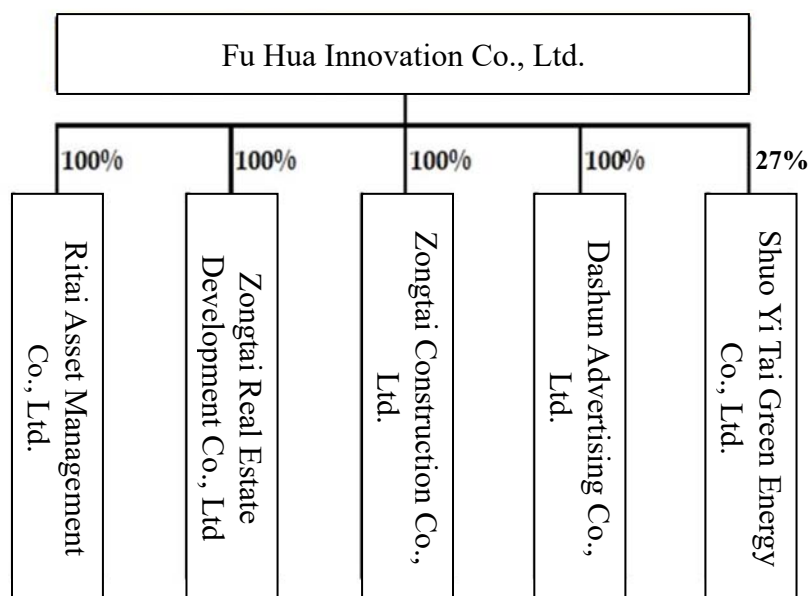 Fu Hua Innovation Co., Ltd.
100%
100%
100%
100%
27%
Ritai Asset Management
Co., Ltd.
Zongtai Real Estate
Development Co., Ltd
Zongtai Construction Co.,
Ltd.
Dashun Advertising Co.,
Ltd.
Shuo Yi Tai Green Energy
Co., Ltd.